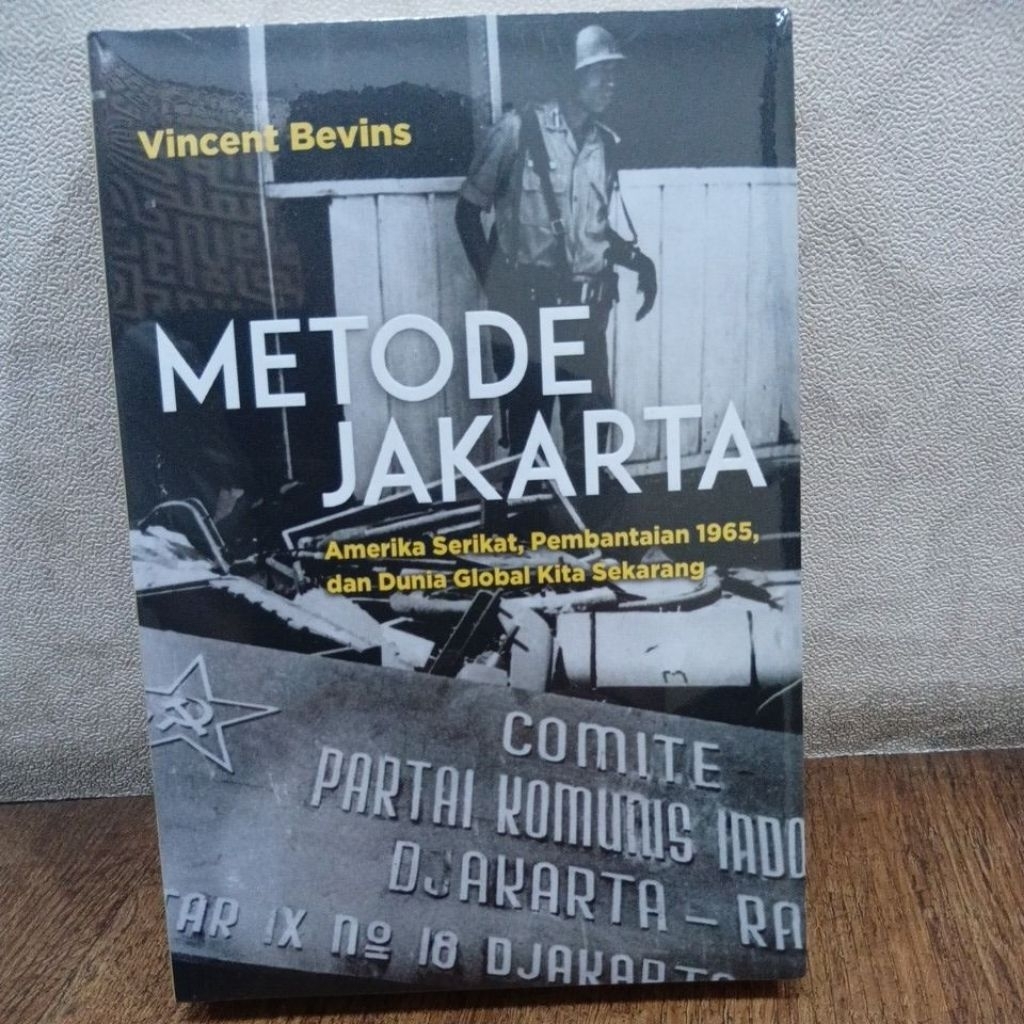 Vincent Bevins
METODE
JAKARTA
Amerika Serikat, Pembantaian 1965,
dan Dunia Global Kita Sekarang
COMITE
PARTAI KOMUNIS INDO
DJAKARTA – RA
TAR IX No 18 DJAKARTA